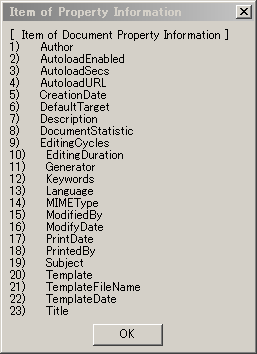 Item of Property Information
[ Item of Document Property Information ]
1) Author
2) AutoloadEnabled
3) AutoloadSecs
4) AutoloadURL
5) CreationDate
6) DefaultTarget
7) Description
8) DocumentStatistic
9) EditingCycles
10) EditingDuration
11) Generator
12) Keywords
13) Language
14) MIMEType
15) ModifiedBy
16) ModifyDate
17) PrintDate
18) PrintedBy
19) Subject
20) Template
21) TemplateFileName
22) TemplateDate
23) Title
OK